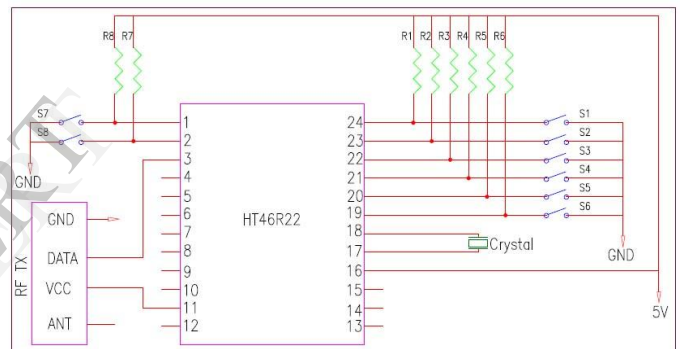 R8 R7
R1 R2 R3 R4 R5 R6
S7
S8
GND
1
2
3
4
5
6
7
8
9
10
11
12
HT46R22
24
23
22
21
20
19
18
17
16
15
14
13
S1
S2
S3
S4
S5
S6
Crystal
GND
5V
RF TX
GND
DATA
VCC
ANT